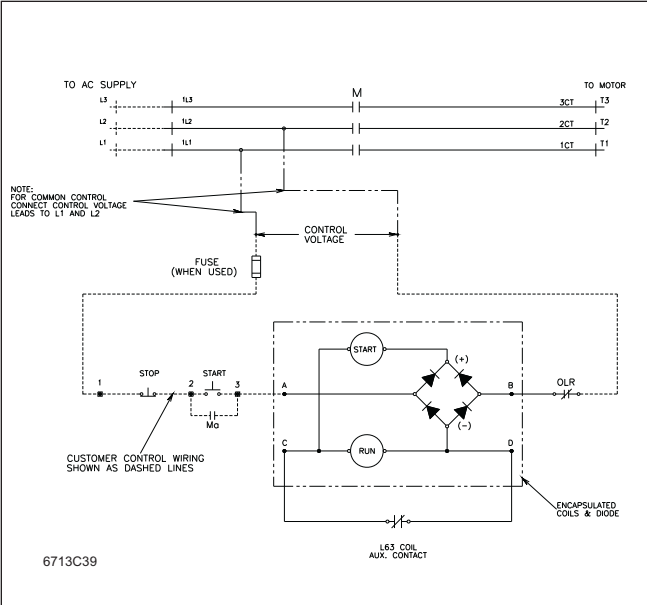 TO AC SUPPLY
M
TO MOTOR
L3
1L3
3CT
T3
L2
1L2
2CT
T2
L1
1L1
1CT
T1
NOTE:
FOR COMMON CONTROL
CONNECT CONTROL VOLTAGE
LEADS TO L1 AND L2
CONTROL
VOLTAGE
FUSE
(WHEN USED)
START
(+)
STOP
START
OLR
1
2
3
A
B
Ma
(-)
C
D
RUN
CUSTOMER CONTROL WIRING
SHOWN AS DASHED LINES
ENCAPSULATED
COILS & DIODE
L63 COIL
AUX. CONTACT
6713C39